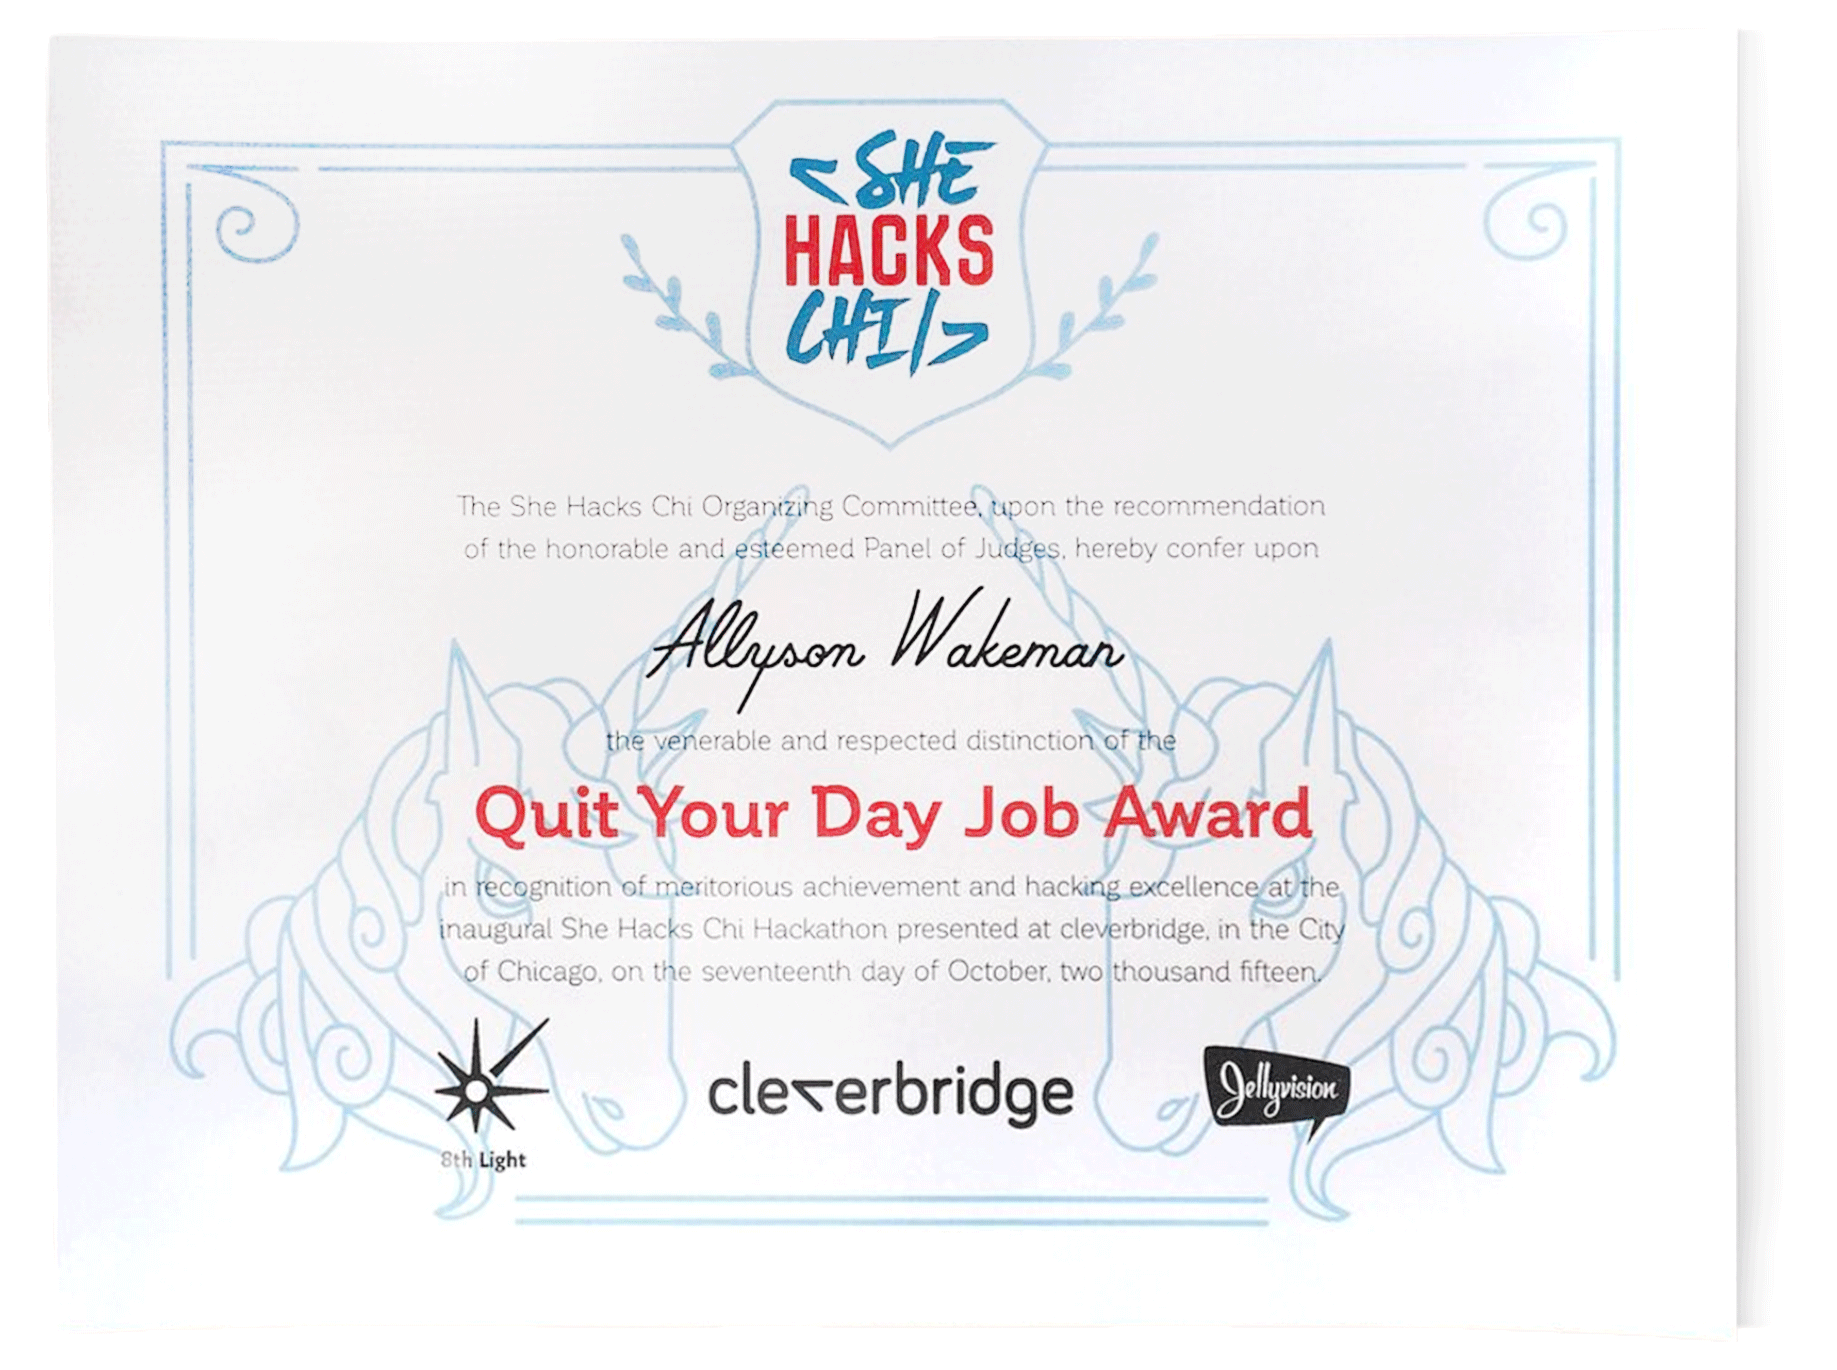 <SHE
HACKS
CHI/>
The She Hacks Chi Organizing Committee, upon the recommendation
of the honorable and esteemed Panel of Judges, hereby confer upon
Allyson Wakeman
the venerable and respected distinction of the
Quit Your Day Job Award
in recognition of meritorious achievement and hacking excellence at the
inaugural She Hacks Chi Hackathon presented at cleverbridge, in the City
of Chicago, on the seventeenth day of October, two thousand fifteen.
cleverbridge
Jellyvision
8th Light